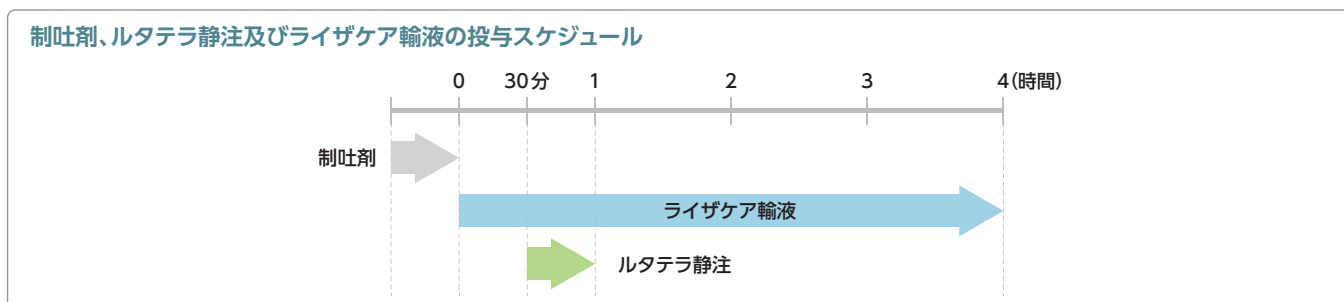 制吐剤、ルタテラ静注及びライザケア輸液の投与スケジュール
0 30分 1 2 3 4(時間)
制吐剤
ライザケア輸液
ルタテラ静注